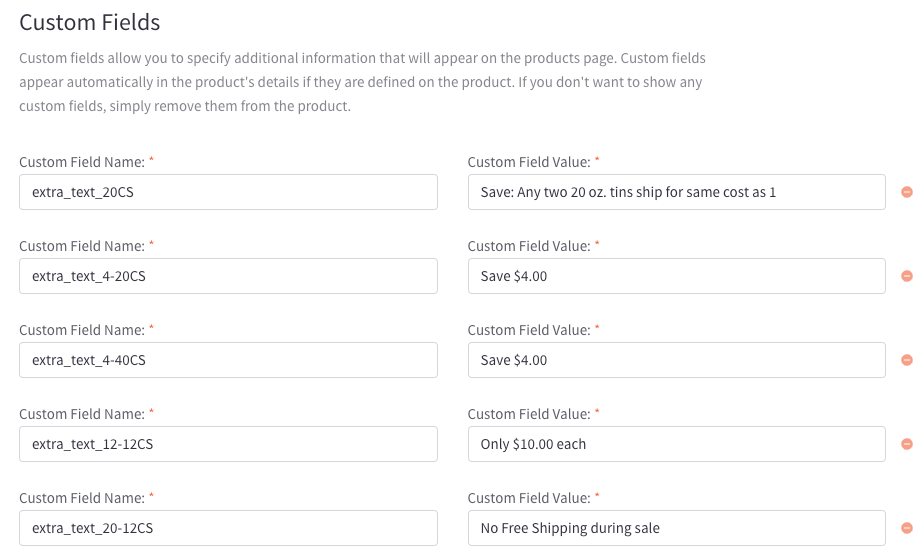 Custom Fields
Custom fields allow you to specify additional information that will appear on the products page. Custom fields
appear automatically in the product's details if they are defined on the product. If you don't want to show any
custom fields, simply remove them from the product.
Custom Field Name: * Custom Field Value: *
extra_text_20CS Save: Any two 20 oz. tins ship for same cost as 1
Custom Field Name: * Custom Field Value: *
extra_text_4-20CS Save $4.00
Custom Field Name: * Custom Field Value: *
extra_text_4-40CS Save $4.00
Custom Field Name: * Custom Field Value: *
extra_text_12-12CS Only $10.00 each
Custom Field Name: * Custom Field Value: *
extra_text_20-12CS No Free Shipping during sale